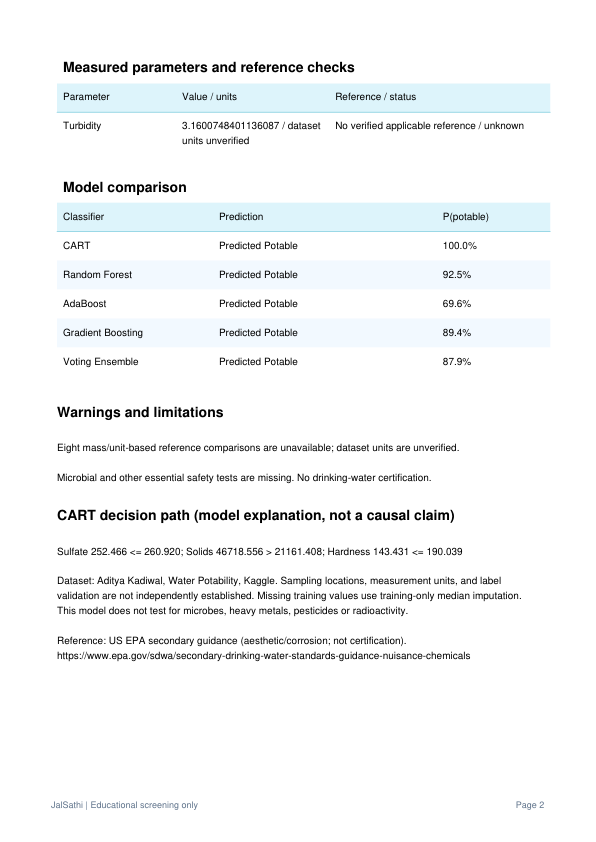 Measured parameters and reference checks
Parameter Value / units Reference / status
Turbidity 3.1600748401136087 / dataset No verified applicable reference / unknown
units unverified
Model comparison
Classifier Prediction P(potable)
CART Predicted Potable 100.0%
Random Forest Predicted Potable 92.5%
AdaBoost Predicted Potable 69.6%
Gradient Boosting Predicted Potable 89.4%
Voting Ensemble Predicted Potable 87.9%
Warnings and limitations
Eight mass/unit-based reference comparisons are unavailable; dataset units are unverified.
Microbial and other essential safety tests are missing. No drinking-water certification.
CART decision path (model explanation, not a causal claim)
Sulfate 252.466 <= 260.920; Solids 46718.556 > 21161.408; Hardness 143.431 <= 190.039
Dataset: Aditya Kadiwal, Water Potability, Kaggle. Sampling locations, measurement units, and label
validation are not independently established. Missing training values use training-only median imputation.
This model does not test for microbes, heavy metals, pesticides or radioactivity.
Reference: US EPA secondary guidance (aesthetic/corrosion; not certification).
https://www.epa.gov/sdwa/secondary-drinking-water-standards-guidance-nuisance-chemicals
JalSathi | Educational screening only Page 2